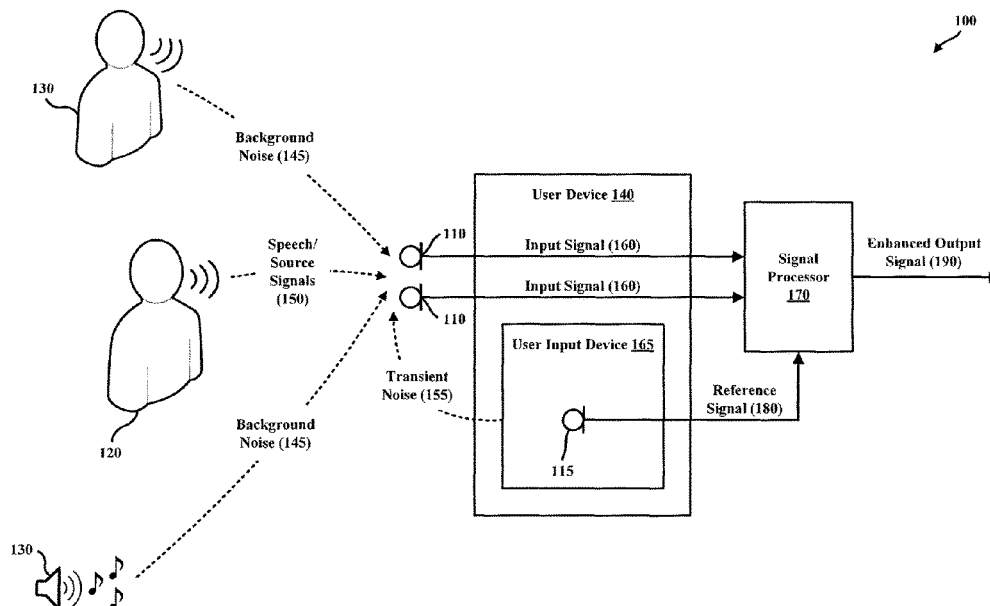 100
130
Background
Noise (145)
User Device 140
110
Speech/
Source
Signals
(150)
Input Signal (160)
Signal
Processor
170
Enhanced Output
Signal (190)
Input Signal (160)
110
User Input Device 165
Transient
Noise (155)
Reference
Signal (180)
Background
Noise (145)
120
115
130